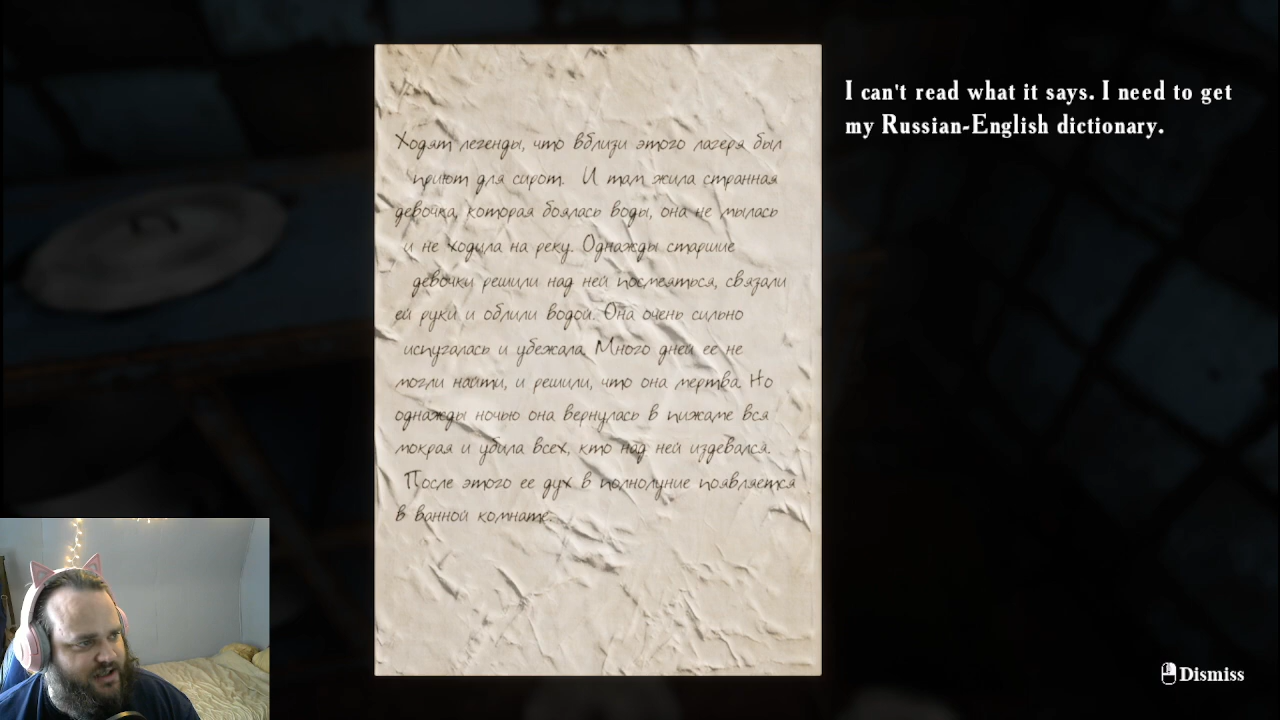 Ходят легенды, что вблизи этого лагеря был
приют для сирот. И там жила странная
девочка, которая боялась воды, она не мылась
и не ходила на реку. Однажды старшие
девочки решили над ней посмеяться, связали
ей руки и облили водой. Она очень сильно
испугалась и убежала. Много дней ее не
могли найти, и решили, что она мертва. Но
однажды ночью она вернулась в пижаме вся
мокрая и убила всех, кто над ней издевался.
После этого ее дух в полнолуние появляется
в ванной комнате.
I can't read what it says. I need to get
my Russian-English dictionary.
Dismiss